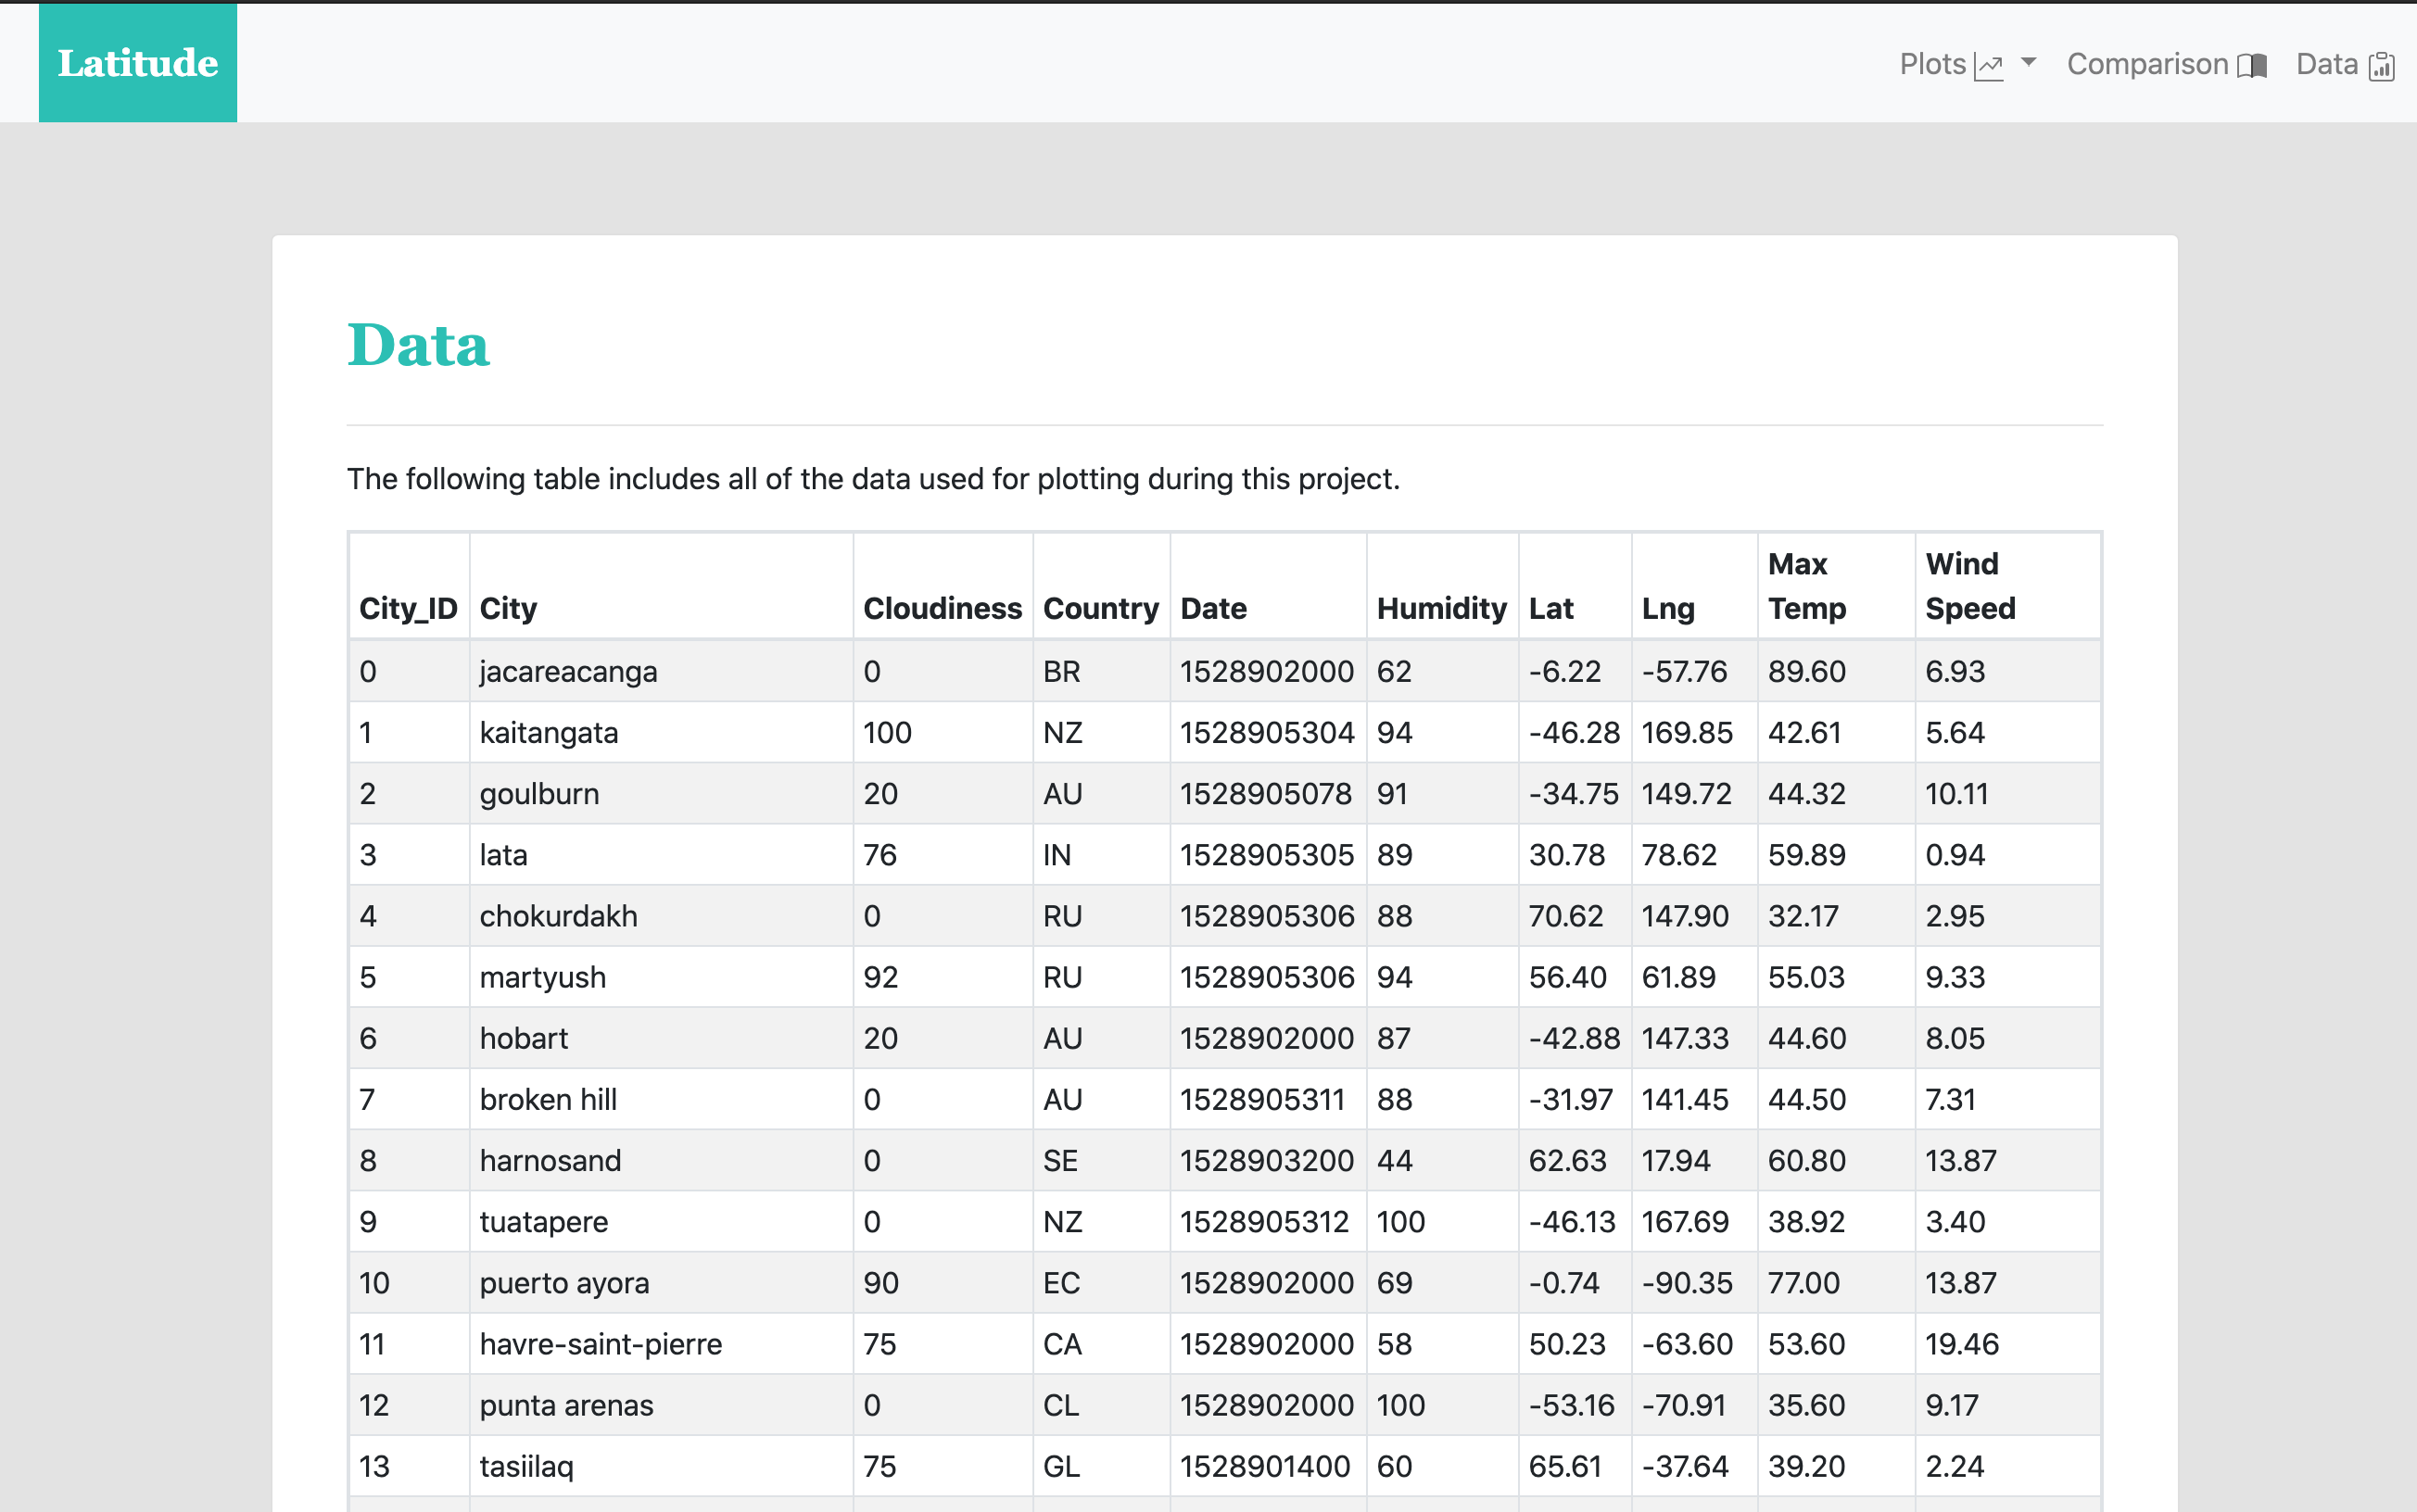 Latitude
Plots Comparison Data
Data
The following table includes all of the data used for plotting during this project.
City_ID City Cloudiness Country Date Humidity Lat Lng Max Temp Wind Speed
0 jacareacanga 0 BR 1528902000 62 -6.22 -57.76 89.60 6.93
1 kaitangata 100 NZ 1528905304 94 -46.28 169.85 42.61 5.64
2 goulburn 20 AU 1528905078 91 -34.75 149.72 44.32 10.11
3 lata 76 IN 1528905305 89 30.78 78.62 59.89 0.94
4 chokurdakh 0 RU 1528905306 88 70.62 147.90 32.17 2.95
5 martyush 92 RU 1528905306 94 56.40 61.89 55.03 9.33
6 hobart 20 AU 1528902000 87 -42.88 147.33 44.60 8.05
7 broken hill 0 AU 1528905311 88 -31.97 141.45 44.50 7.31
8 harnosand 0 SE 1528903200 44 62.63 17.94 60.80 13.87
9 tuatapere 0 NZ 1528905312 100 -46.13 167.69 38.92 3.40
10 puerto ayora 90 EC 1528902000 69 -0.74 -90.35 77.00 13.87
11 havre-saint-pierre 75 CA 1528902000 58 50.23 -63.60 53.60 19.46
12 punta arenas 0 CL 1528902000 100 -53.16 -70.91 35.60 9.17
13 tasiilaq 75 GL 1528901400 60 65.61 -37.64 39.20 2.24